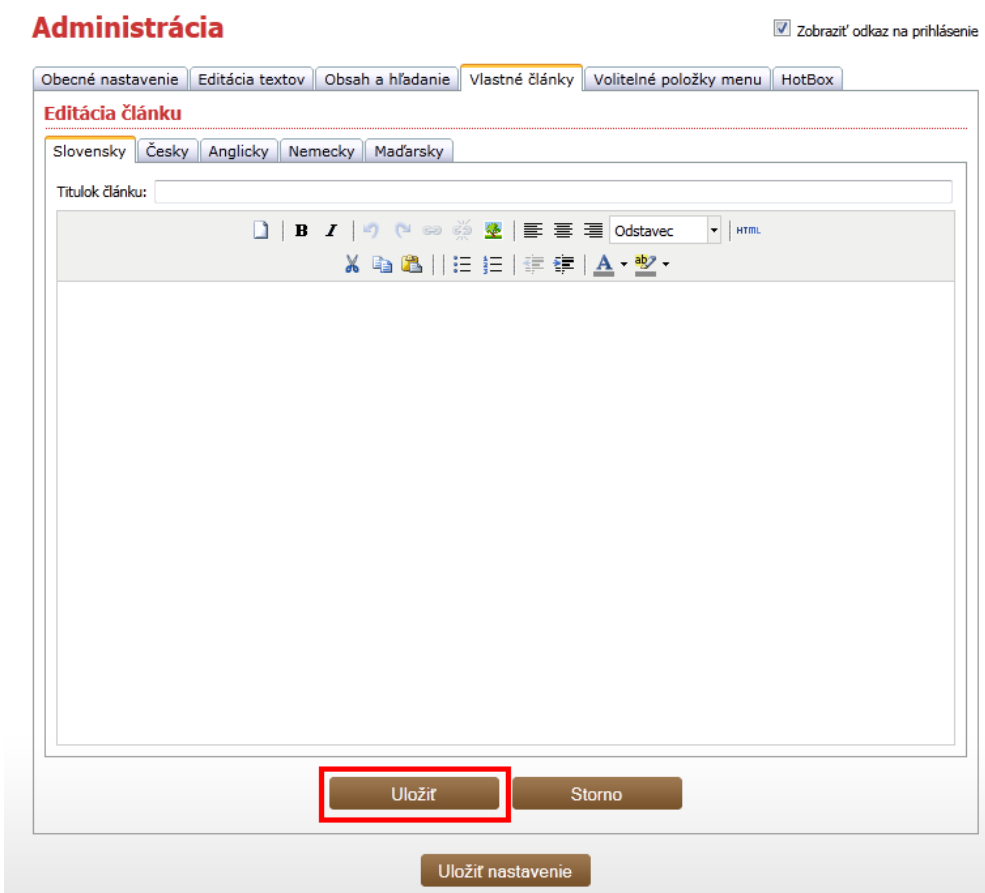 Administrácia
Zobraziť odkaz na prihlásenie
Obecné nastavenie Editácia textov Obsah a hľadanie Vlastné články Volitelné položky menu HotBox
Editácia článku
Slovensky Česky Anglicky Nemecky Maďarsky
Titulok článku:
B I Odstavec HTML
A ab
Uložiť Storno
Uložiť nastavenie